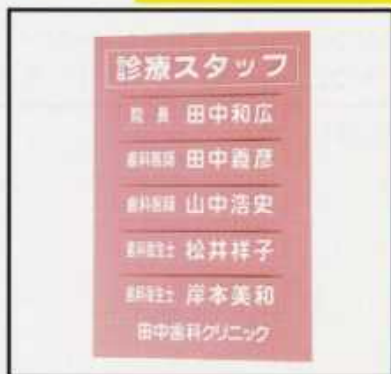 診療スタッフ
院長 田中和広
歯科医師 田中義彦
歯科医師 山中浩史
歯科衛生士 松井祥子
歯科衛生士 岸本美和
田中歯科クリニック